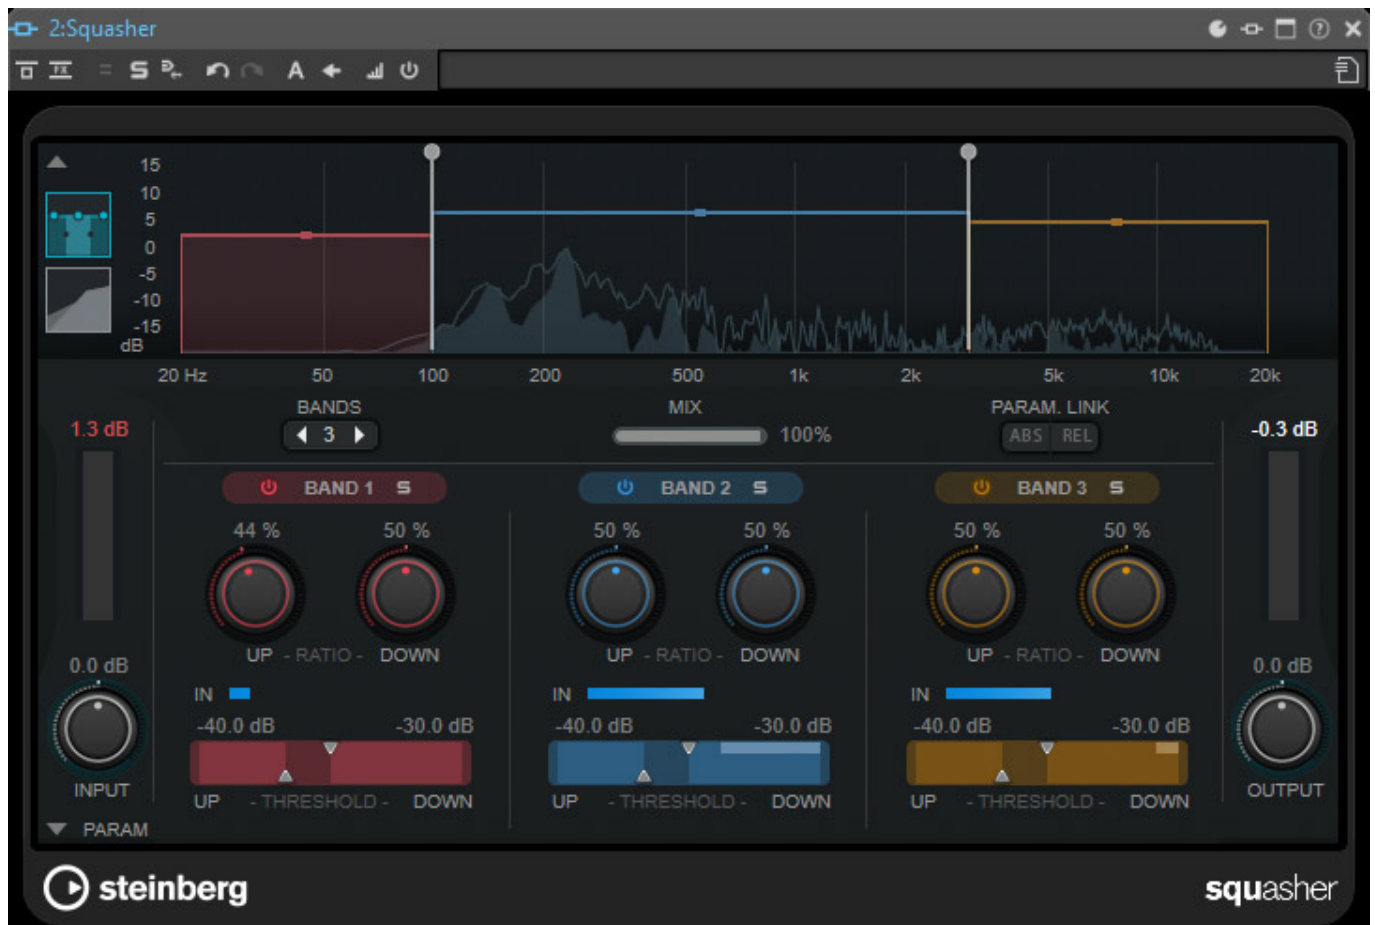 2:Squasher
FX S A
15
10
5
0
-5
-10
-15
dB
20 Hz 50 100 200 500 1k 2k 5k 10k 20k
BANDS MIX PARAM. LINK
1.3 dB 3 100% ABS REL -0.3 dB
BAND 1 S BAND 2 S BAND 3 S
44 % 50 % 50 % 50 % 50 % 50 %
UP - RATIO - DOWN UP - RATIO - DOWN UP - RATIO - DOWN
0.0 dB 0.0 dB
IN IN IN
-40.0 dB -30.0 dB -40.0 dB -30.0 dB -40.0 dB -30.0 dB
INPUT OUTPUT
UP - THRESHOLD - DOWN UP - THRESHOLD - DOWN UP - THRESHOLD - DOWN
PARAM
steinberg squasher